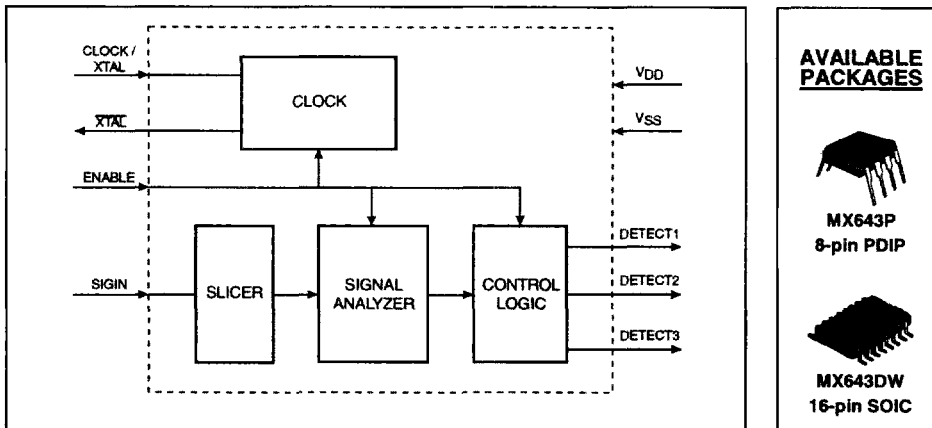 CLOCK /
XTAL
XTAL
ENABLE
SIGIN
CLOCK
SLICER
SIGNAL
ANALYZER
CONTROL
LOGIC
VDD
VSS
DETECT1
DETECT2
DETECT3
AVAILABLE
PACKAGES
MX643P
8-pin PDIP
MX643DW
16-pin SOIC